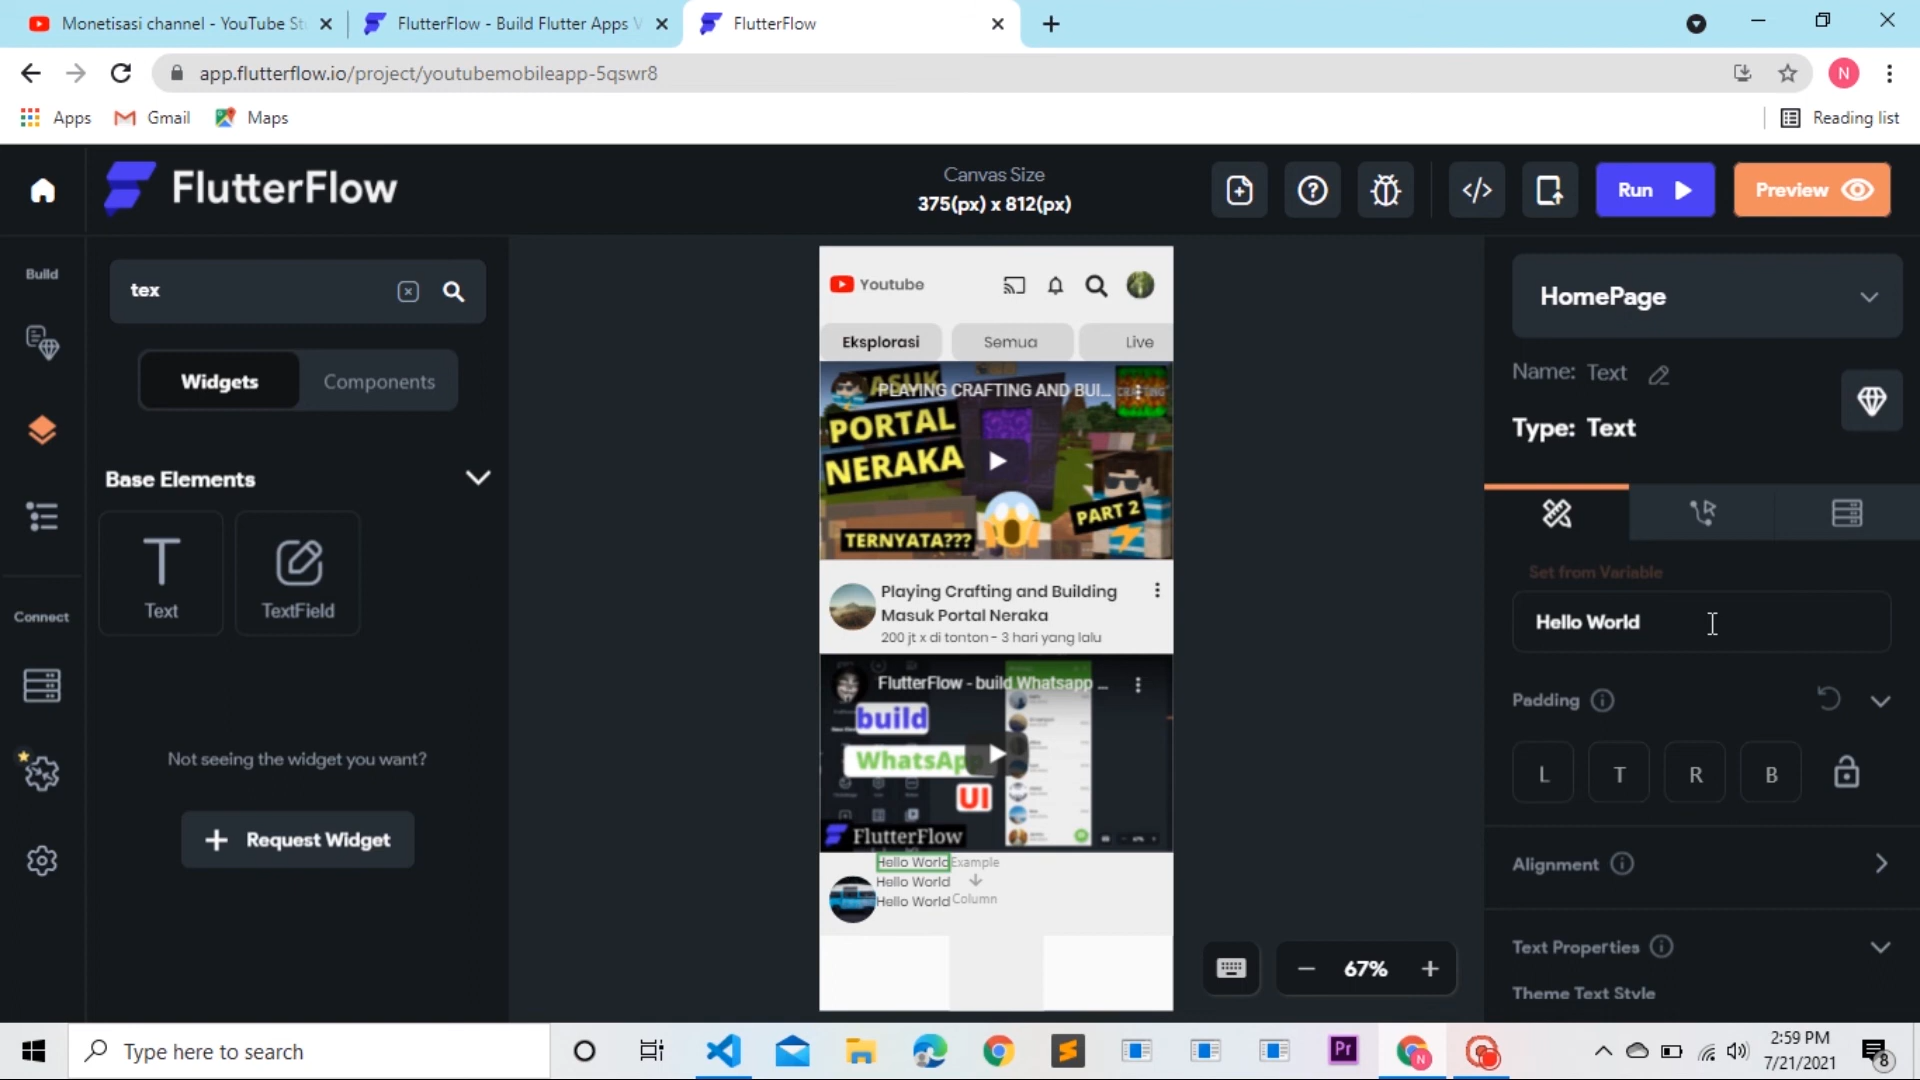 Monetisasi channel - YouTube St
FlutterFlow - Build Flutter Apps V
FlutterFlow
app.flutterflow.io/project/youtubemobileapp-5qswr8
N
Apps
Gmail
Maps
Reading list
FlutterFlow
Canvas Size
375(px) x 812(px)
Run
Preview
Build
tex
Widgets
Components
Base Elements
Text
TextField
Connect
Not seeing the widget you want?
+ Request Widget
Youtube
Eksplorasi
Semua
Live
PLAYING CRAFTING AND BUI...
PORTAL
NERAKA
TERNYATA???
PART 2
Playing Crafting and Building
Masuk Portal Neraka
200 jt x di tonton - 3 hari yang lalu
FlutterFlow - build Whatsapp ...
build
WhatsApp
UI
FlutterFlow
Hello World
Example
Hello World
Hello World
Column
67%
HomePage
Name: Text
Type: Text
Set from Variable
Hello World
Padding
L
T
R
B
Alignment
Text Properties
Theme Text Style
Type here to search
Pr
N
2:59 PM
7/21/2021
8